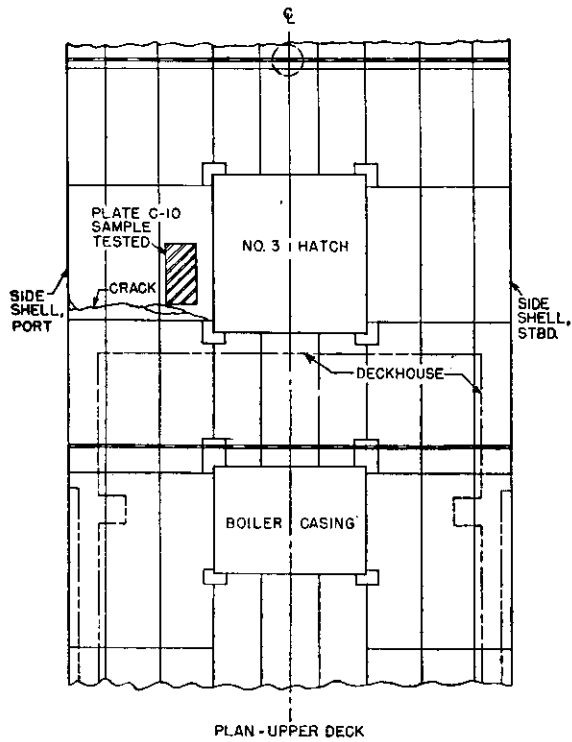 ℄
PLATE C-10
SAMPLE
TESTED
NO. 3 HATCH
CRACK
SIDE
SHELL,
PORT
SIDE
SHELL,
STBD.
DECKHOUSE
BOILER CASING
PLAN - UPPER DECK